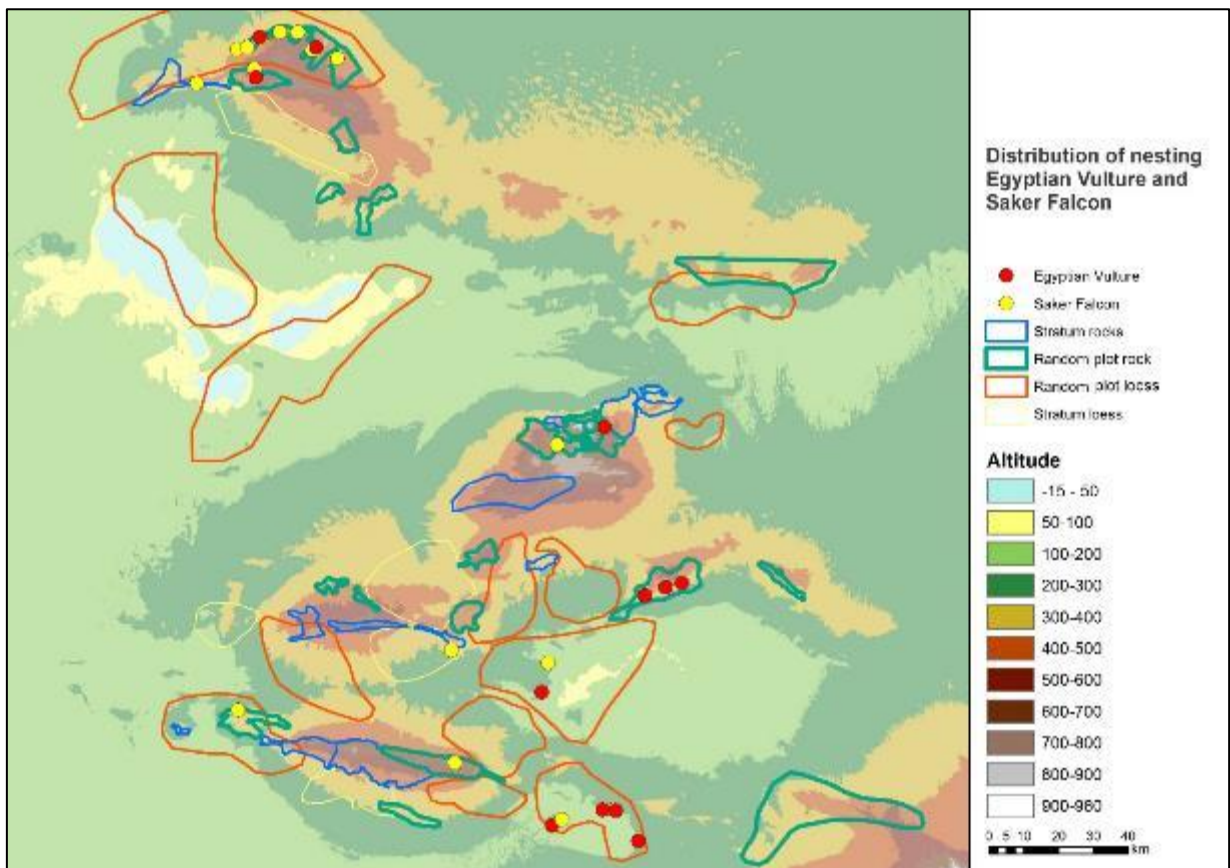 Distribution of nesting
Egyptian Vulture and
Saker Falcon
Egyptian Vulture
Saker Falcon
Stratum rocks
Random plot rock
Random plot locss
Stratum loess
Altitude
-15 - 50
50-100
100-200
200-300
300-400
400-500
500-600
600-700
700-800
800-900
900-980
0 5 10 20 30 40
km